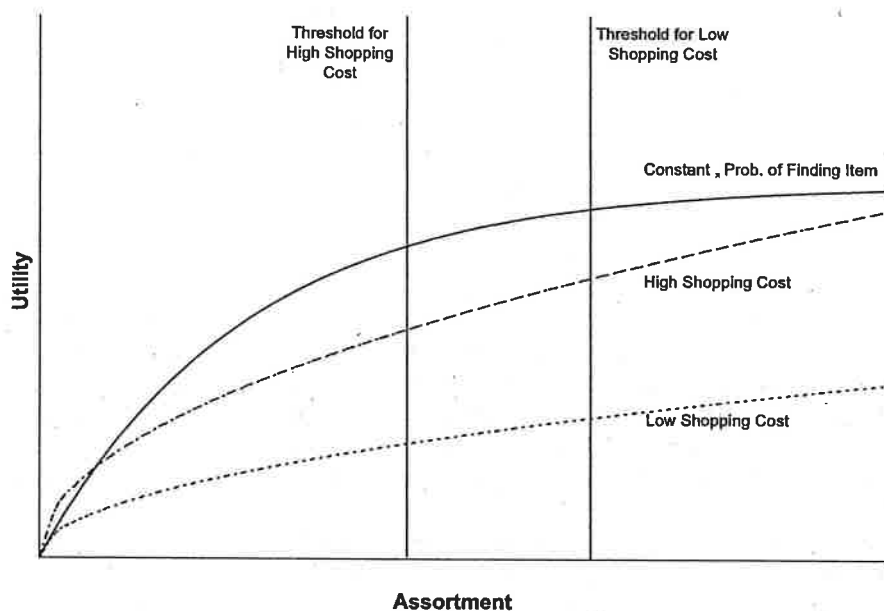 Threshold for
High Shopping
Cost
Threshold for Low
Shopping Cost
Constant * Prob. of Finding Item
High Shopping Cost
Low Shopping Cost
Utility
Assortment